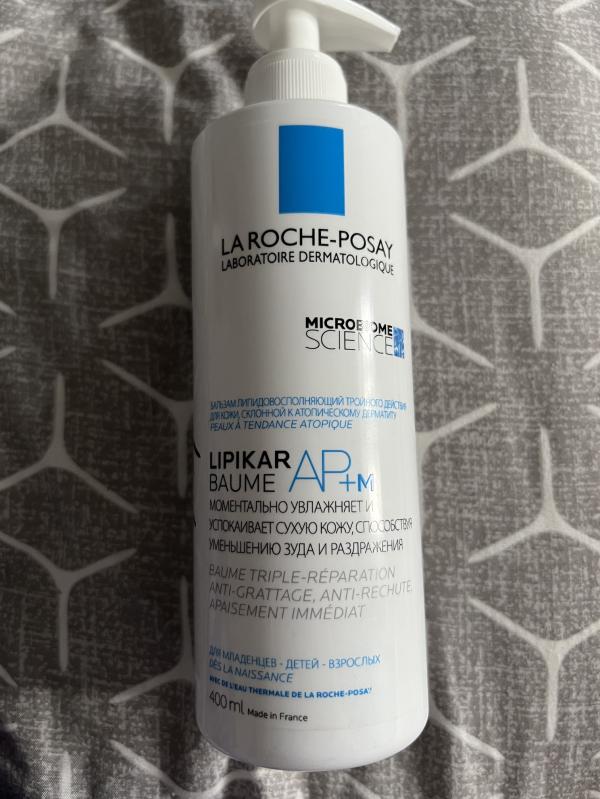 LA ROCHE-POSAY
LABORATOIRE DERMATOLOGIQUE
MICROBIOME
SCIENCE
БАЛЬЗАМ ЛИПИДОВОСПОЛНЯЮЩИЙ ТРОЙНОГО ДЕЙСТВИЯ
ДЛЯ КОЖИ, СКЛОННОЙ К АТОПИЧЕСКОМУ ДЕРМАТИТУ
PEAUX À TENDANCE ATOPIQUE
LIPIKAR
BAUME AP+M
МОМЕНТАЛЬНО УВЛАЖНЯЕТ И
УСПОКАИВАЕТ СУХУЮ КОЖУ, СПОСОБСТВУЯ
УМЕНЬШЕНИЮ ЗУДА И РАЗДРАЖЕНИЯ
BAUME TRIPLE-RÉPARATION
ANTI-GRATTAGE, ANTI-RECHUTE,
APAISEMENT IMMÉDIAT
ДЛЯ МЛАДЕНЦЕВ - ДЕТЕЙ - ВЗРОСЛЫХ
DÈS LA NAISSANCE
AVEC DE L'EAU THERMALE DE LA ROCHE-POSAY
400 ml Made in France